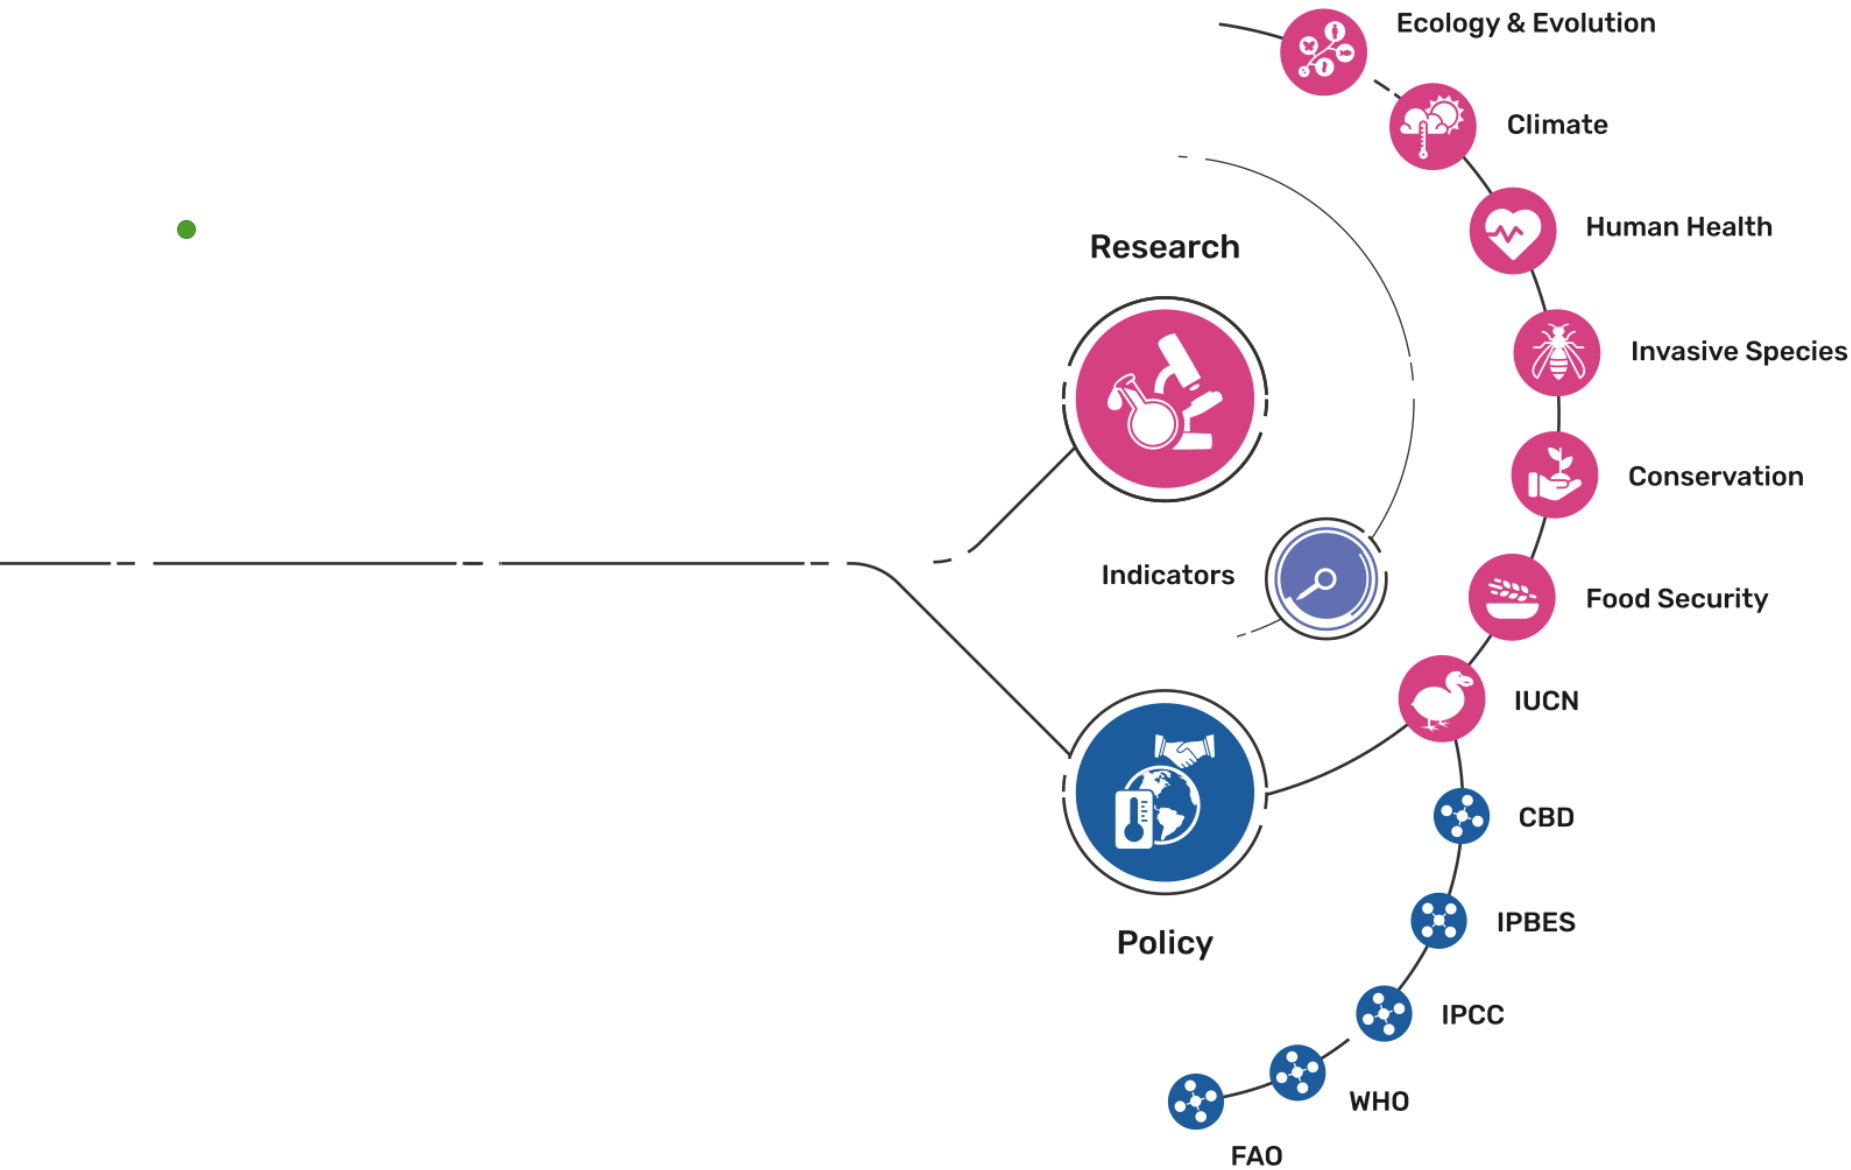 Ecology & Evolution
Climate
Human Health
Research
Invasive Species
Conservation
Indicators
Food Security
IUCN
CBD
IPBES
Policy
IPCC
WHO
FAO